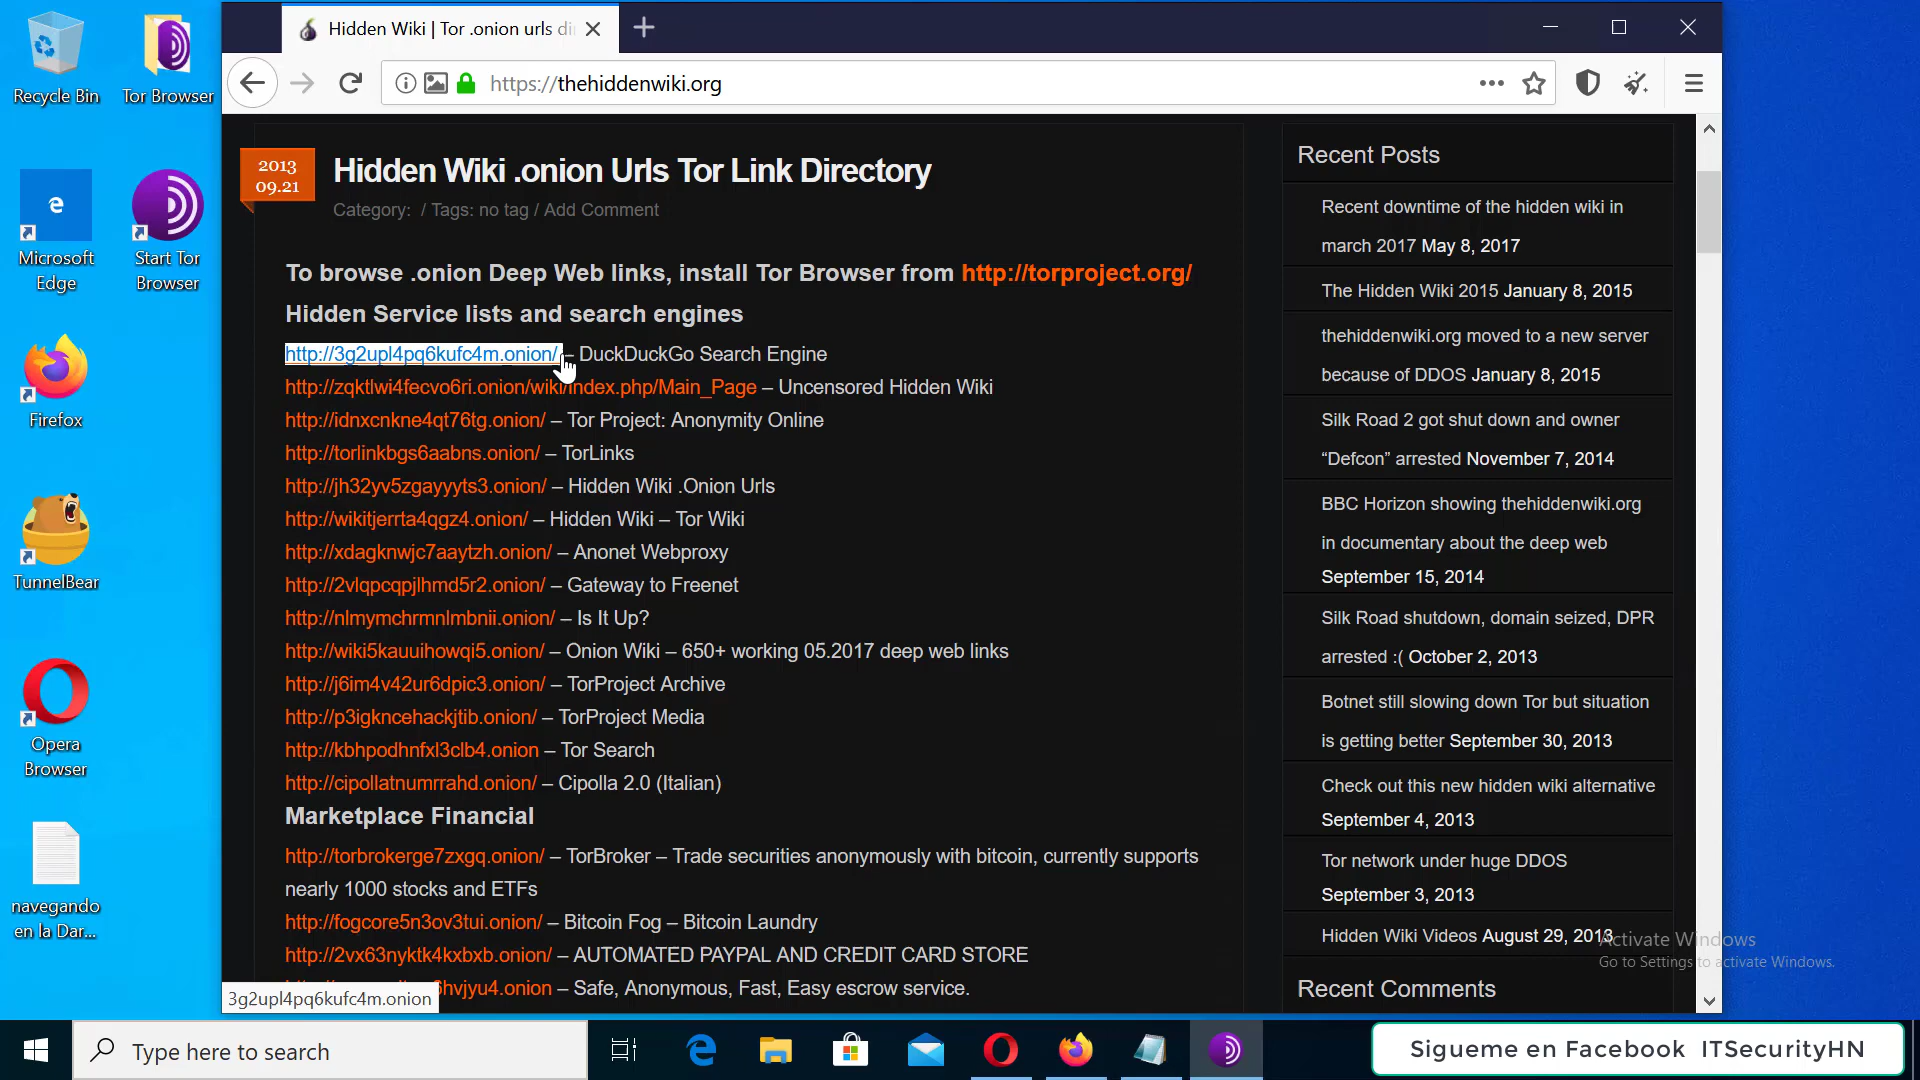 Recycle Bin
Tor Browser
Microsoft
Edge
Start Tor
Browser
Firefox
TunnelBear
Opera
Browser
navegando
en la Dar...
Hidden Wiki | Tor .onion urls di
https://thehiddenwiki.org
2013
09.21
Hidden Wiki .onion Urls Tor Link Directory
Category: / Tags: no tag / Add Comment
To browse .onion Deep Web links, install Tor Browser from http://torproject.org/
Hidden Service lists and search engines
http://3g2upl4pq6kufc4m.onion/ – DuckDuckGo Search Engine
http://zqktlwi4fecvo6ri.onion/wiki/index.php/Main_Page – Uncensored Hidden Wiki
http://idnxcnkne4qt76tg.onion/ – Tor Project: Anonymity Online
http://torlinkbgs6aabns.onion/ – TorLinks
http://jh32yv5zgayyyts3.onion/ – Hidden Wiki .Onion Urls
http://wikitjerrta4qgz4.onion/ – Hidden Wiki – Tor Wiki
http://xdagknwjc7aaytzh.onion/ – Anonet Webproxy
http://2vlqpcqpjlhmd5r2.onion/ – Gateway to Freenet
http://nlmymchrmnlmbnii.onion/ – Is It Up?
http://wiki5kauuihowqi5.onion/ – Onion Wiki – 650+ working 05.2017 deep web links
http://j6im4v42ur6dpic3.onion/ – TorProject Archive
http://p3igkncehackjtib.onion/ – TorProject Media
http://kbhpodhnfxl3clb4.onion – Tor Search
http://cipollatnumrrahd.onion/ – Cipolla 2.0 (Italian)
Marketplace Financial
http://torbrokerge7zxgq.onion/ – TorBroker – Trade securities anonymously with bitcoin, currently supports
nearly 1000 stocks and ETFs
http://fogcore5n3ov3tui.onion/ – Bitcoin Fog – Bitcoin Laundry
http://2vx63nyktk4kxbxb.onion/ – AUTOMATED PAYPAL AND CREDIT CARD STORE
hvjyu4.onion – Safe, Anonymous, Fast, Easy escrow service.
3g2upl4pq6kufc4m.onion
Recent Posts
Recent downtime of the hidden wiki in
march 2017 May 8, 2017
The Hidden Wiki 2015 January 8, 2015
thehiddenwiki.org moved to a new server
because of DDOS January 8, 2015
Silk Road 2 got shut down and owner
“Defcon” arrested November 7, 2014
BBC Horizon showing thehiddenwiki.org
in documentary about the deep web
September 15, 2014
Silk Road shutdown, domain seized, DPR
arrested :( October 2, 2013
Botnet still slowing down Tor but situation
is getting better September 30, 2013
Check out this new hidden wiki alternative
September 4, 2013
Tor network under huge DDOS
September 3, 2013
Hidden Wiki Videos August 29, 2013
Recent Comments
Activate Windows
Go to Settings to activate Windows.
Type here to search
Sigueme en Facebook ITSecurityHN